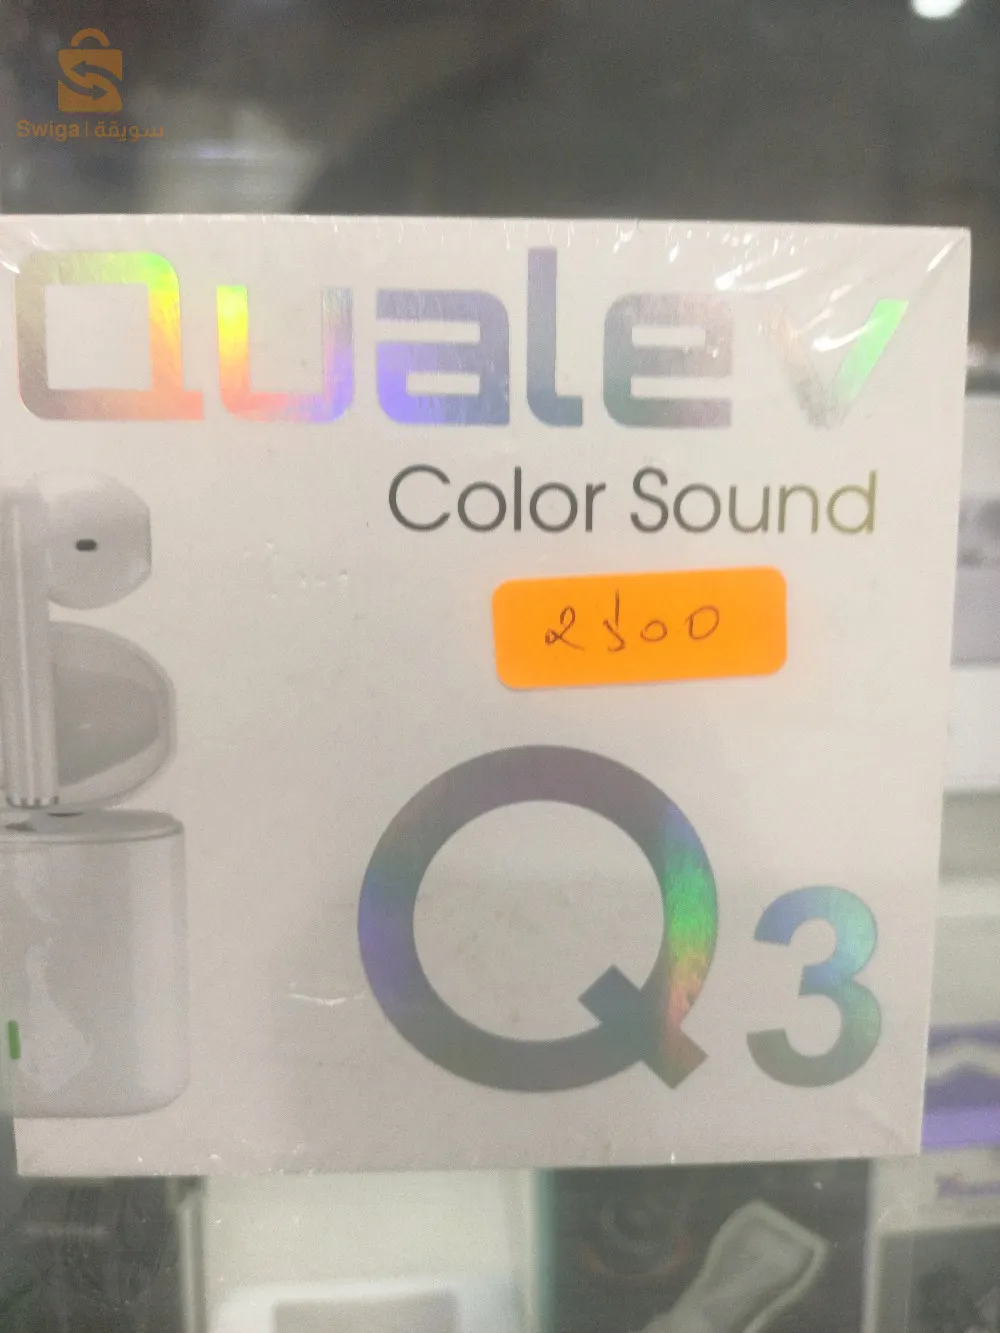 Swiga | سويقة
Qualev
Color Sound
2500
Q3